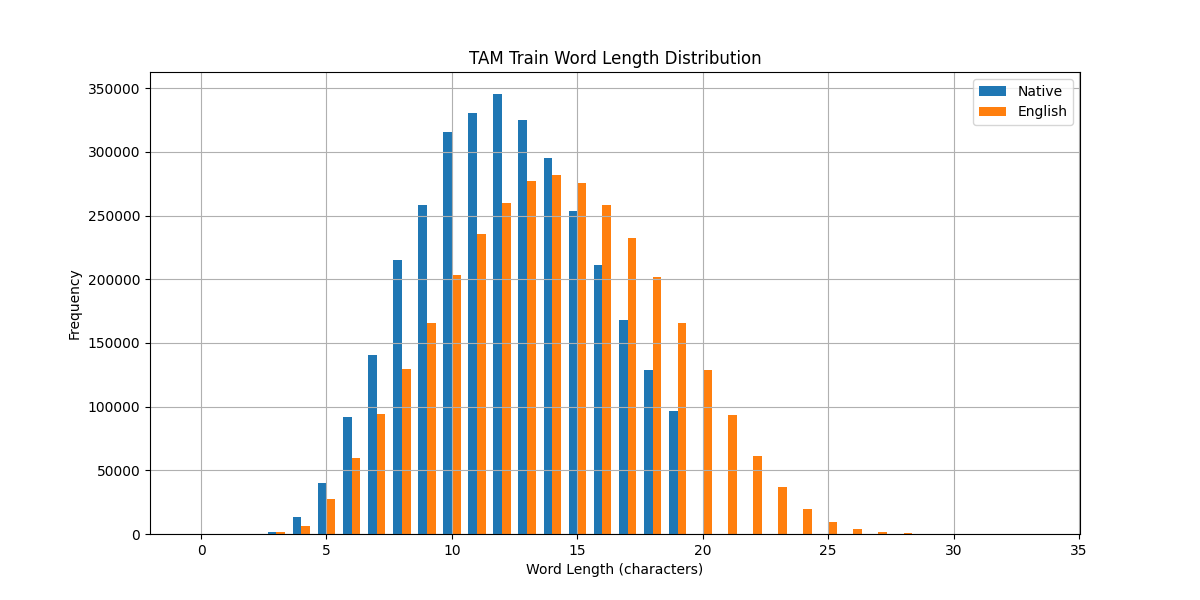 TAM Train Word Length Distribution
Native
English
350000
300000
250000
200000
150000
100000
50000
0
Frequency
0 5 10 15 20 25 30 35
Word Length (characters)